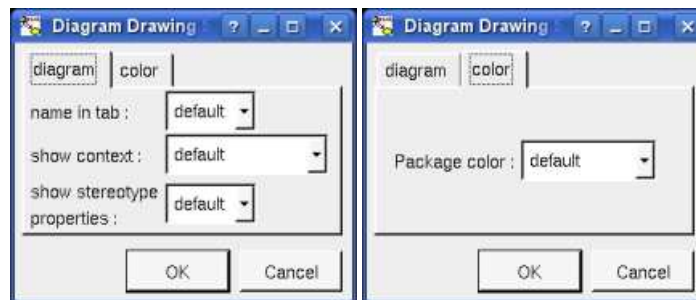 Diagram Drawing ?
diagram color
name in tab : default
show context : default
show stereotype
properties : default
OK Cancel
Diagram Drawing ?
diagram color
Package color : default
OK Cancel